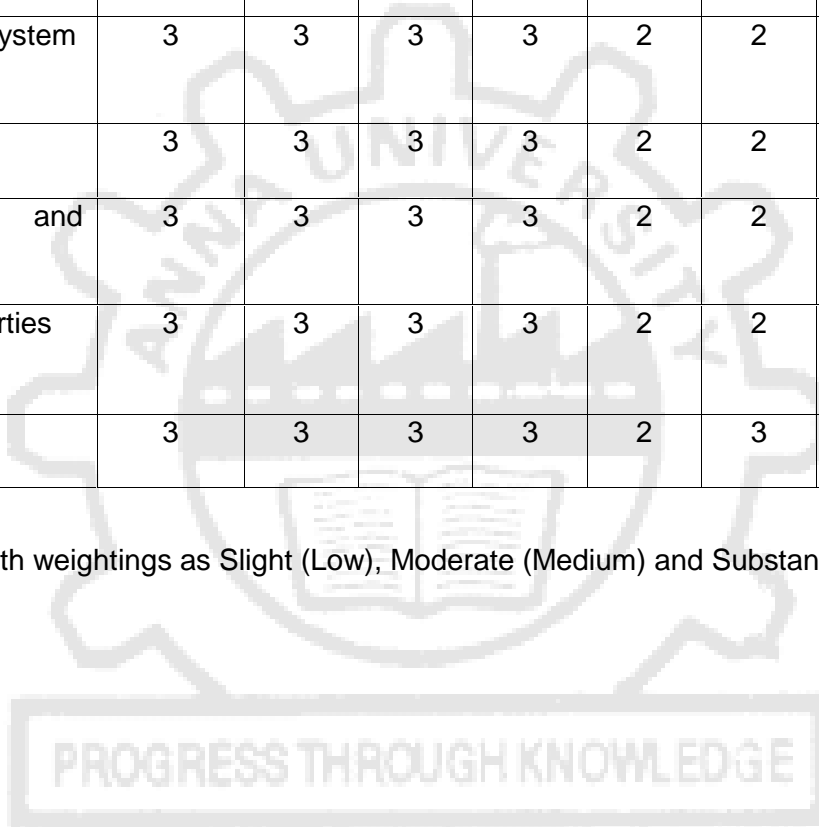 ystem 3 3 3 3 2 2
3 3 3 3 2 2
and 3 3 3 3 2 2
rties 3 3 3 3 2 2
3 3 3 3 2 3
th weightings as Slight (Low), Moderate (Medium) and Substan
ANNA UNIVERSITY
PROGRESS THROUGH KNOWLEDGE